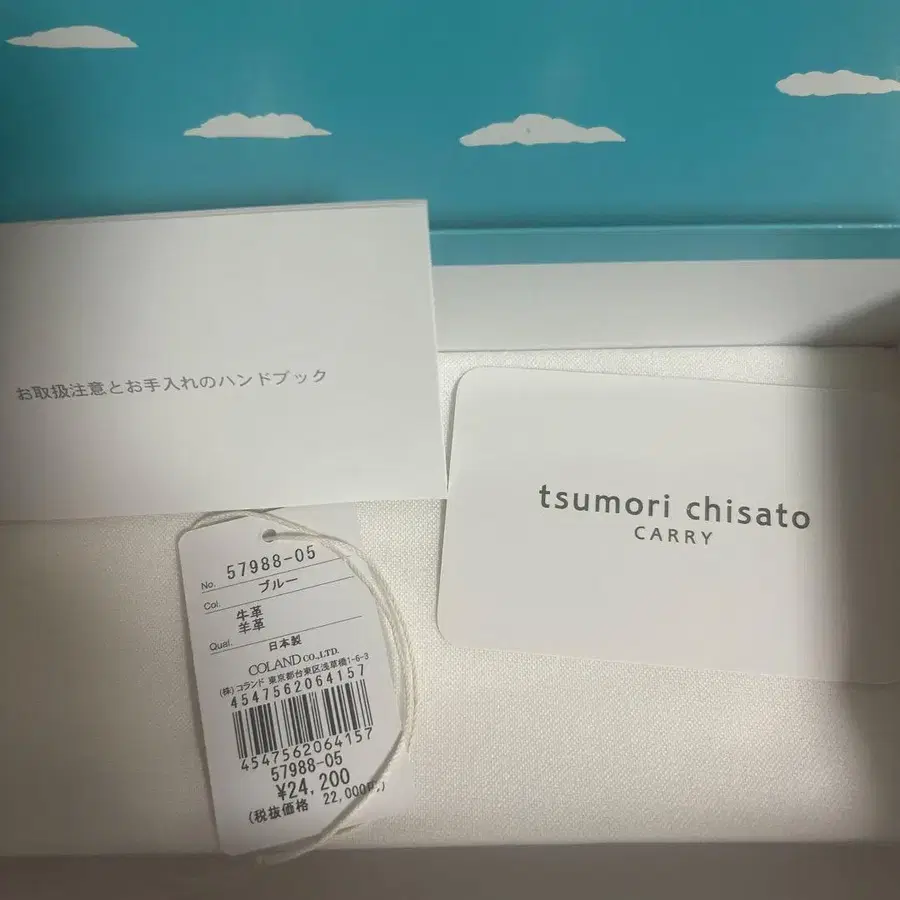 お取扱注意とお手入れのハンドブック
tsumori chisato
CARRY
No. 57988-05
Col. ブルー
牛革
羊革
Qual.
日本製
COLAND CO.,LTD.
(株)コランド 東京都台東区浅草橋1-6-3
4547562064157
4547562064157
57988-05
¥24,200
(税抜価格 22,000円)